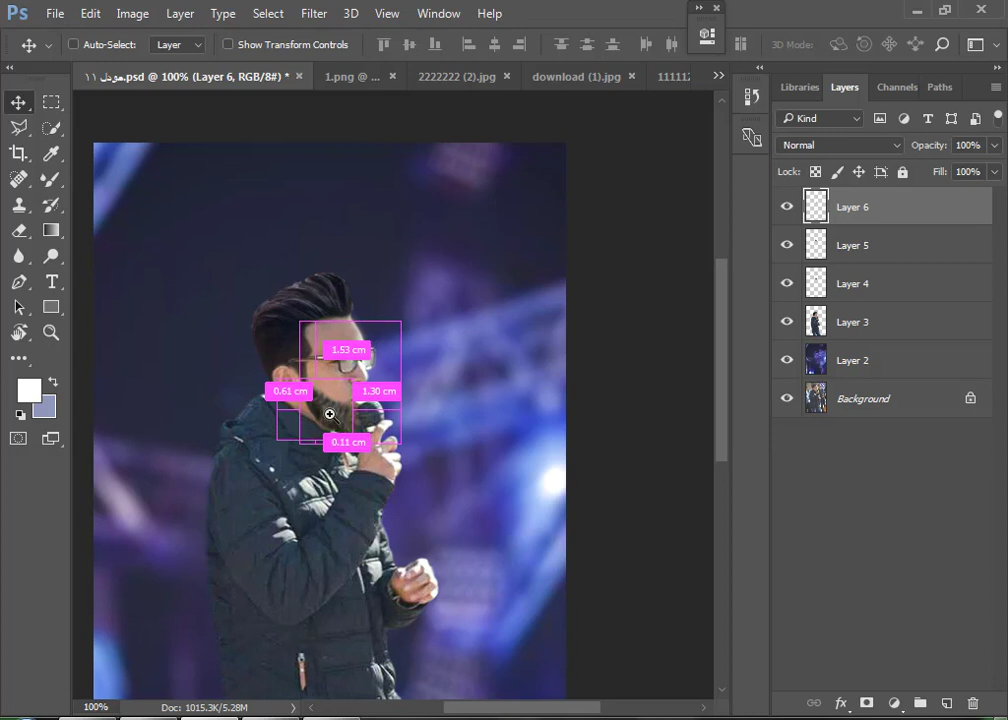 Ps File Edit Image Layer Type Select Filter 3D View Window Help
Auto-Select: Layer Show Transform Controls 3D Mode:
مودل ١١.psd @ 100% (Layer 6, RGB/8#) * 1.png @ ... 2222222 (2).jpg download (1).jpg 111112
Libraries Layers Channels Paths
Kind
Normal Opacity: 100%
Lock: Fill: 100%
Layer 6
Layer 5
Layer 4
Layer 3
Layer 2
Background
1.53 cm
0.61 cm 1.30 cm
0.11 cm
100% Doc: 1015.3K/5.28M
fx